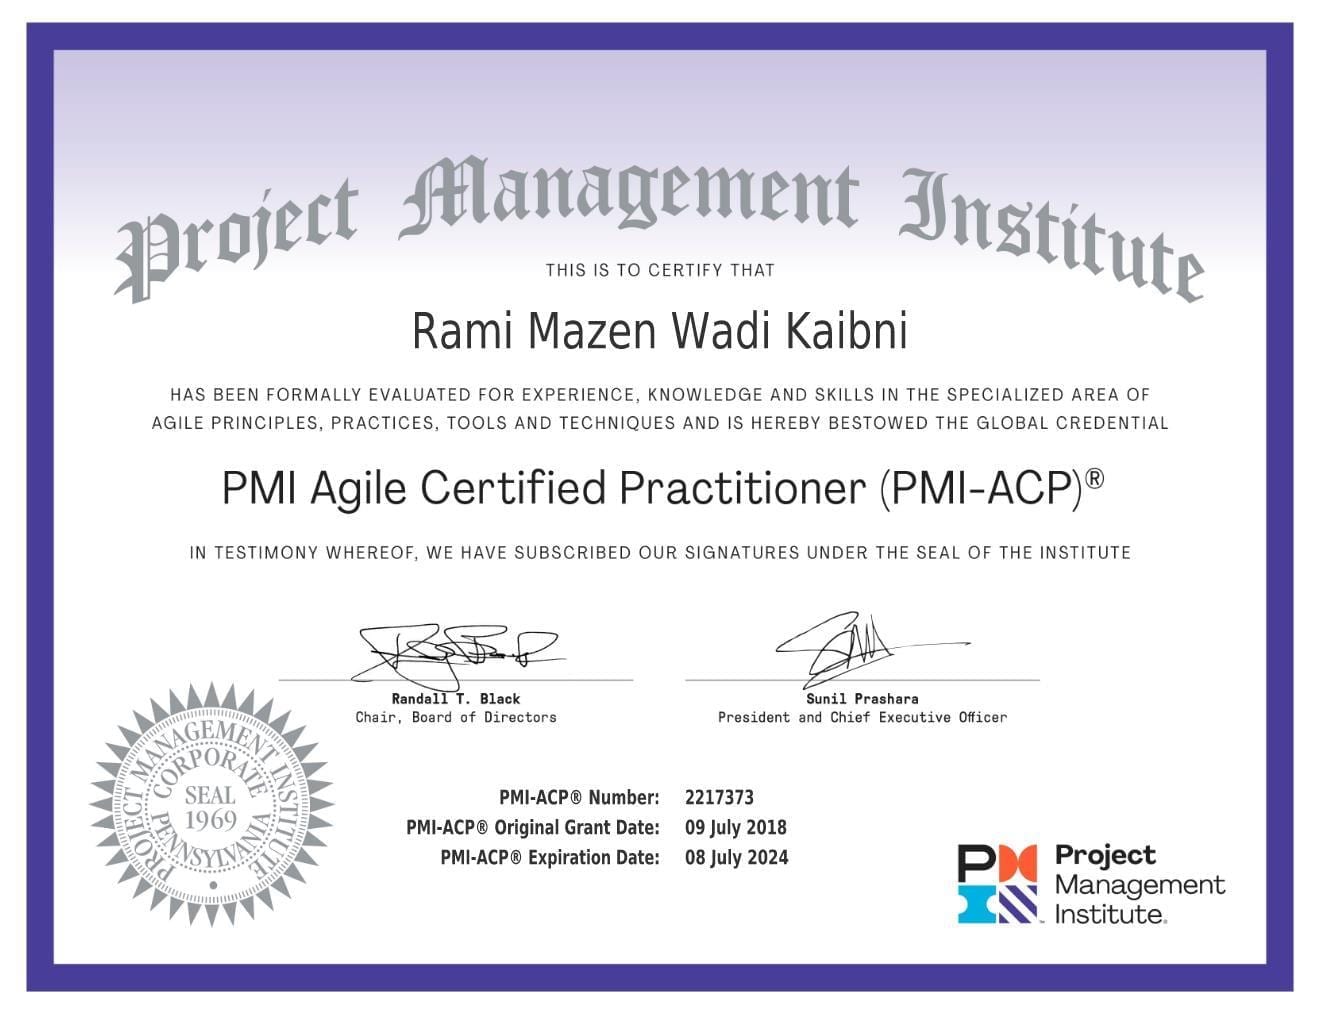 Project Management Institute
THIS IS TO CERTIFY THAT
Rami Mazen Wadi Kaibni
HAS BEEN FORMALLY EVALUATED FOR EXPERIENCE, KNOWLEDGE AND SKILLS IN THE SPECIALIZED AREA OF
AGILE PRINCIPLES, PRACTICES, TOOLS AND TECHNIQUES AND IS HEREBY BESTOWED THE GLOBAL CREDENTIAL
PMI Agile Certified Practitioner (PMI-ACP)®
IN TESTIMONY WHEREOF, WE HAVE SUBSCRIBED OUR SIGNATURES UNDER THE SEAL OF THE INSTITUTE
Randall T. Black
Chair, Board of Directors
Sunil Prashara
President and Chief Executive Officer
PROJECT MANAGEMENT INSTITUTE
CORPORATE
SEAL
1969
PENNSYLVANIA
PMI-ACP® Number: 2217373
PMI-ACP® Original Grant Date: 09 July 2018
PMI-ACP® Expiration Date: 08 July 2024
PM
Project
Management
Institute.